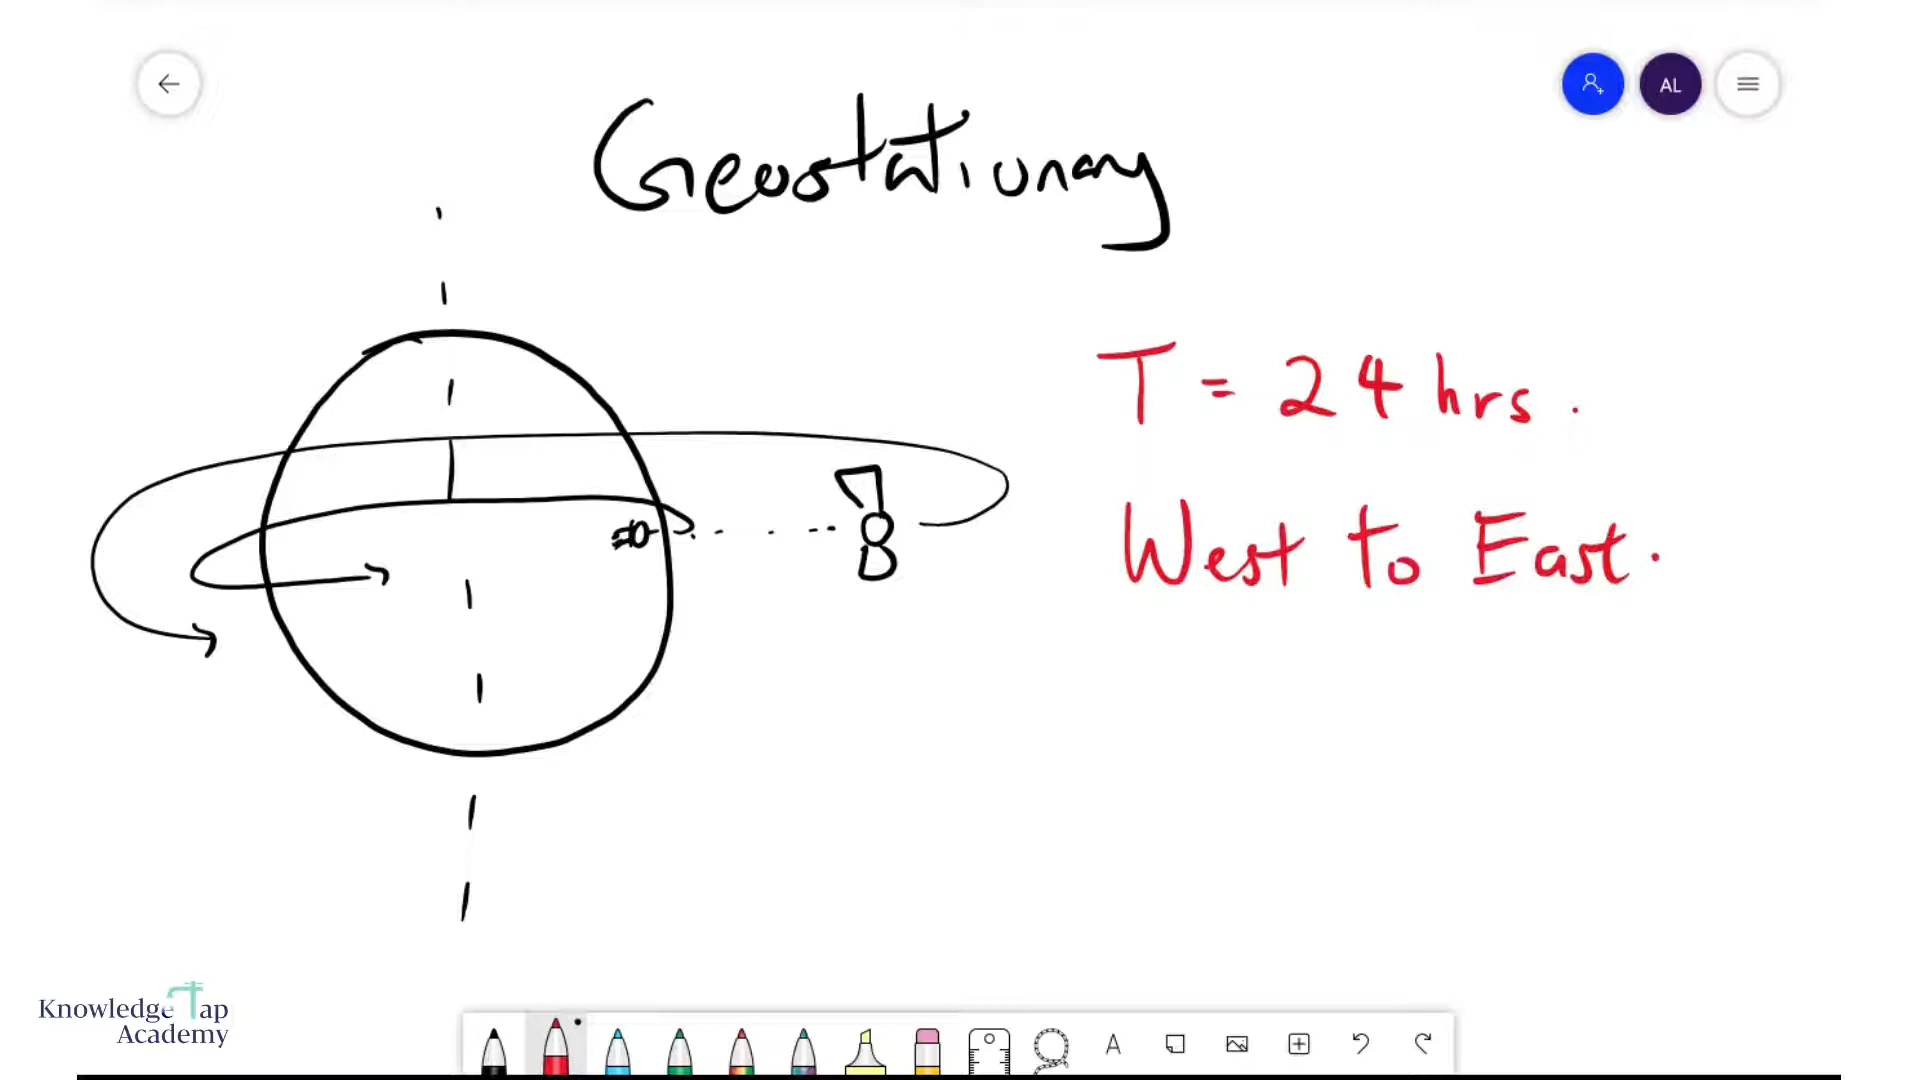 AL
Geostationary
T = 24 hrs.
West to East.
Knowledge Tap
Academy
A